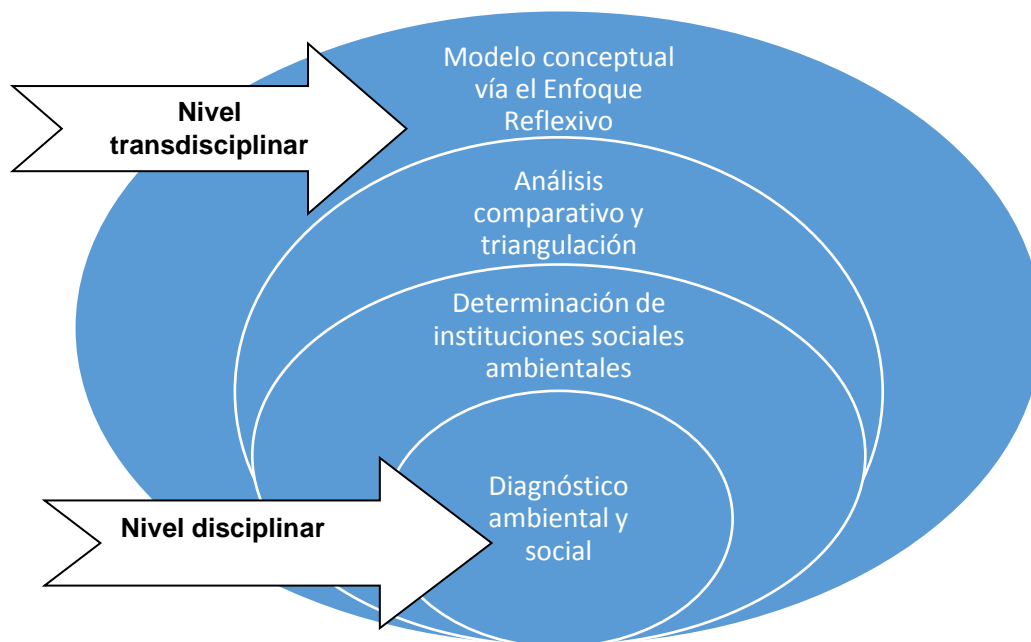 Modelo conceptual
vía el Enfoque
Reflexivo
Nivel
transdisciplinar
Análisis
comparativo y
triangulación
Determinación de
instituciones sociales
ambientales
Diagnóstico
ambiental y
social
Nivel disciplinar